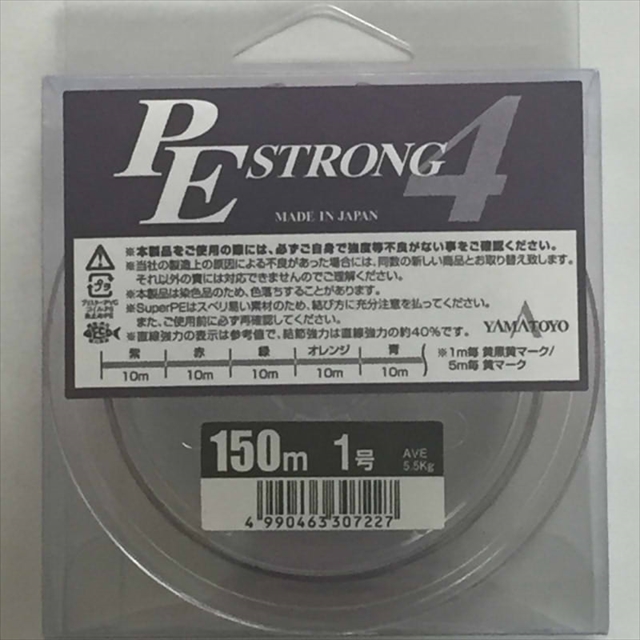 PE STRONG 4
MADE IN JAPAN
※本製品をご使用の際には、必ずご自身で強度等不良がない事をご確認ください。
※当社の製造上の原因による不良があった場合には、同数の新しい商品とお取り替え致します。
それ以外の責には対応できませんのでご理解ください。
※本製品は染色品のため、色落ちすることがあります。
※SuperPEはスベリ易い素材のため、結び方に充分注意を払ってください。
また、ご使用前に必ず再確認してください。
※直線強力の表示は参考値で、結節強力は直線強力の約40%です。
YAMATOYO
プラ
紫 赤 緑 オレンジ 青
10m 10m 10m 10m 10m
※1m毎 黄黒黄マーク/
5m毎 黄マーク
150m 1号 AVE
5.5Kg
4 990463 307227